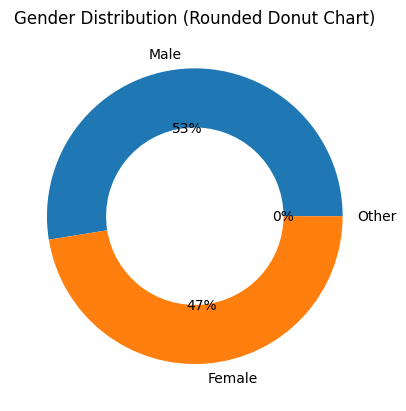 Gender Distribution (Rounded Donut Chart)
Male
53%
0%
Other
47%
Female